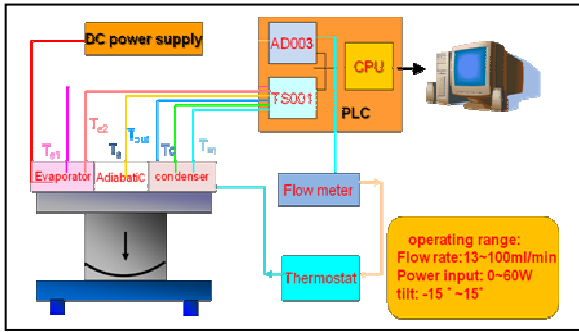 DC power supply
AD003
CPU
TS001
PLC
Te1
Te2
Ta
Tout
Tc
Tin
Evaporator
AdiabatiC
condenser
Flow meter
Thermostat
operating range:
Flow rate:13~100ml/min
Power input: 0~60W
tilt: -15 °~15°